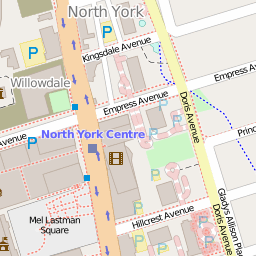 North York
Kingsdale Avenue
P
P
Willowdale
P
Empress Avenue
Empress Avenue
Doris Avenue
P
North York Centre
P
Avenue
P
Princ
P
Mel Lastman
Square
Hillcrest Avenue
Gladys Allison Plac
Doris Avenue
P
P
P